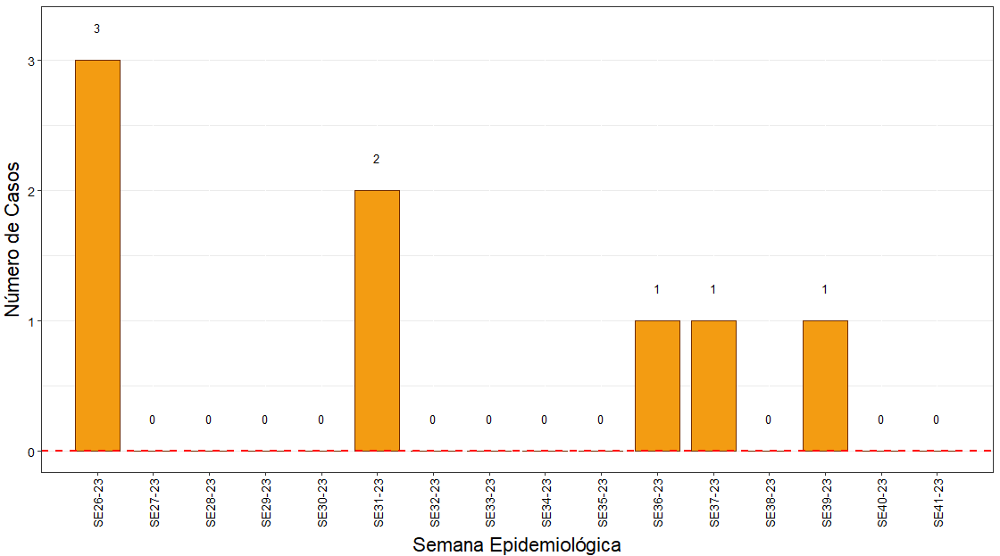 3
2
1
1
1
0
0
0
0
0
0
0
0
0
0
0
3
2
1
0
Número de Casos
SE26-23
SE27-23
SE28-23
SE29-23
SE30-23
SE31-23
SE32-23
SE33-23
SE34-23
SE35-23
SE36-23
SE37-23
SE38-23
SE39-23
SE40-23
SE41-23
Semana Epidemiológica